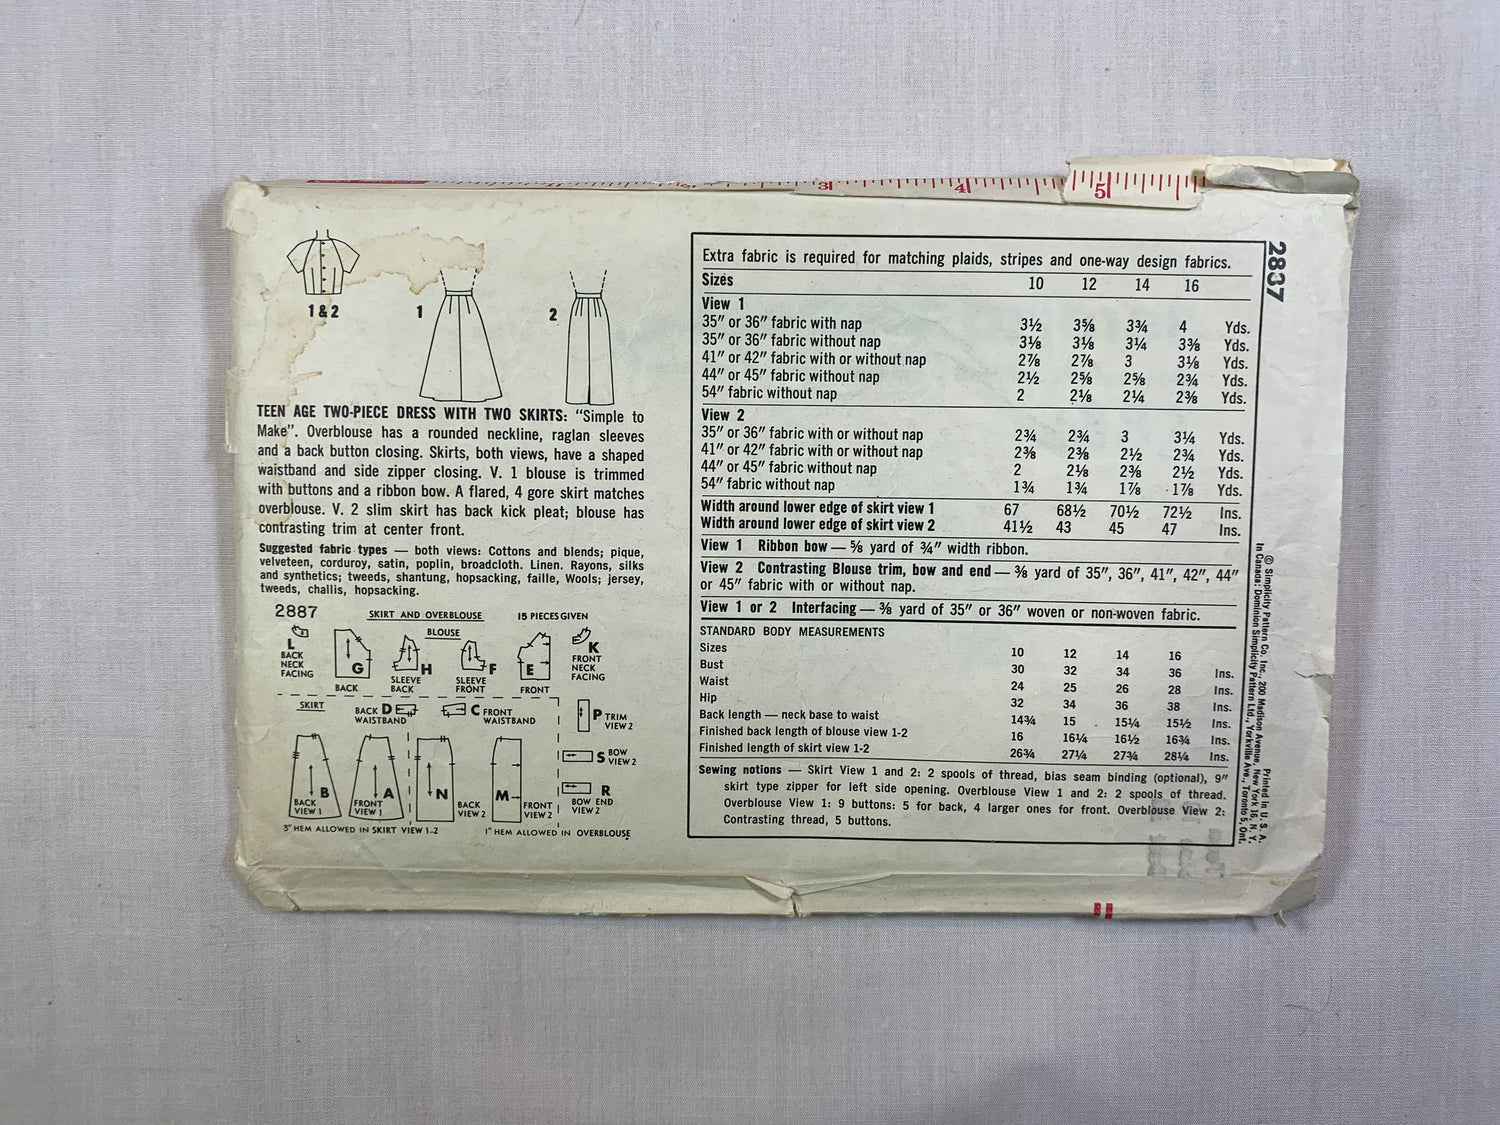 3
4
5
1 & 2
1
2
TEEN AGE TWO-PIECE DRESS WITH TWO SKIRTS: "Simple to
Make". Overblouse has a rounded neckline, raglan sleeves
and a back button closing. Skirts, both views, have a shaped
waistband and side zipper closing. V. 1 blouse is trimmed
with buttons and a ribbon bow. A flared, 4 gore skirt matches
overblouse. V. 2 slim skirt has back kick pleat; blouse has
contrasting trim at center front.
Suggested fabric types — both views: Cottons and blends; pique,
velveteen, corduroy, satin, poplin, broadcloth. Linen. Rayons, silks
and synthetics; tweeds, shantung, hopsacking, faille, Wools; jersey,
tweeds, challis, hopsacking.
2887 SKIRT AND OVERBLOUSE 15 PIECES GIVEN
BLOUSE
L BACK NECK FACING
G BACK
H SLEEVE BACK
F SLEEVE FRONT
E FRONT
K FRONT NECK FACING
SKIRT
BACK D WAISTBAND
C FRONT WAISTBAND
P TRIM VIEW 2
S BOW VIEW 2
R BOW END VIEW 2
B BACK VIEW 1
A FRONT VIEW 1
N BACK VIEW 2
M FRONT VIEW 2
3" HEM ALLOWED IN SKIRT VIEW 1-2 1" HEM ALLOWED IN OVERBLOUSE
Extra fabric is required for matching plaids, stripes and one-way design fabrics.
Sizes 10 12 14 16
View 1
35" or 36" fabric with nap 3½ 3⅝ 3¾ 4 Yds.
35" or 36" fabric without nap 3⅛ 3⅛ 3¼ 3⅜ Yds.
41" or 42" fabric with or without nap 2⅞ 2⅞ 3 3⅛ Yds.
44" or 45" fabric without nap 2½ 2⅝ 2⅝ 2¾ Yds.
54" fabric without nap 2 2⅛ 2¼ 2⅜ Yds.
View 2
35" or 36" fabric with or without nap 2¾ 2¾ 3 3¼ Yds.
41" or 42" fabric with or without nap 2⅜ 2⅜ 2½ 2¾ Yds.
44" or 45" fabric without nap 2 2⅛ 2⅜ 2½ Yds.
54" fabric without nap 1¾ 1¾ 1⅞ 1⅞ Yds.
Width around lower edge of skirt view 1 67 68½ 70½ 72½ Ins.
Width around lower edge of skirt view 2 41½ 43 45 47 Ins.
View 1 Ribbon bow — ⅝ yard of ¾" width ribbon.
View 2 Contrasting Blouse trim, bow and end — ⅜ yard of 35", 36", 41", 42", 44"
or 45" fabric with or without nap.
View 1 or 2 Interfacing — ⅜ yard of 35" or 36" woven or non-woven fabric.
STANDARD BODY MEASUREMENTS
Sizes 10 12 14 16
Bust 30 32 34 36 Ins.
Waist 24 25 26 28 Ins.
Hip 32 34 36 38 Ins.
Back length — neck base to waist 14¾ 15 15¼ 15½ Ins.
Finished back length of blouse view 1-2 16 16¼ 16½ 16¾ Ins.
Finished length of skirt view 1-2 26¾ 27¼ 27¾ 28¼ Ins.
Sewing notions — Skirt View 1 and 2: 2 spools of thread, bias seam binding (optional), 9"
skirt type zipper for left side opening. Overblouse View 1 and 2: 2 spools of thread.
Overblouse View 1: 9 buttons: 5 for back, 4 larger ones for front. Overblouse View 2:
Contrasting thread, 5 buttons.
2837
© Simplicity Pattern Co. Inc., 200 Madison Avenue, New York 16, N. Y. Printed in U. S. A.
In Canada: Dominion Simplicity Pattern Ltd., Yorkville Ave., Toronto 5, Ont.